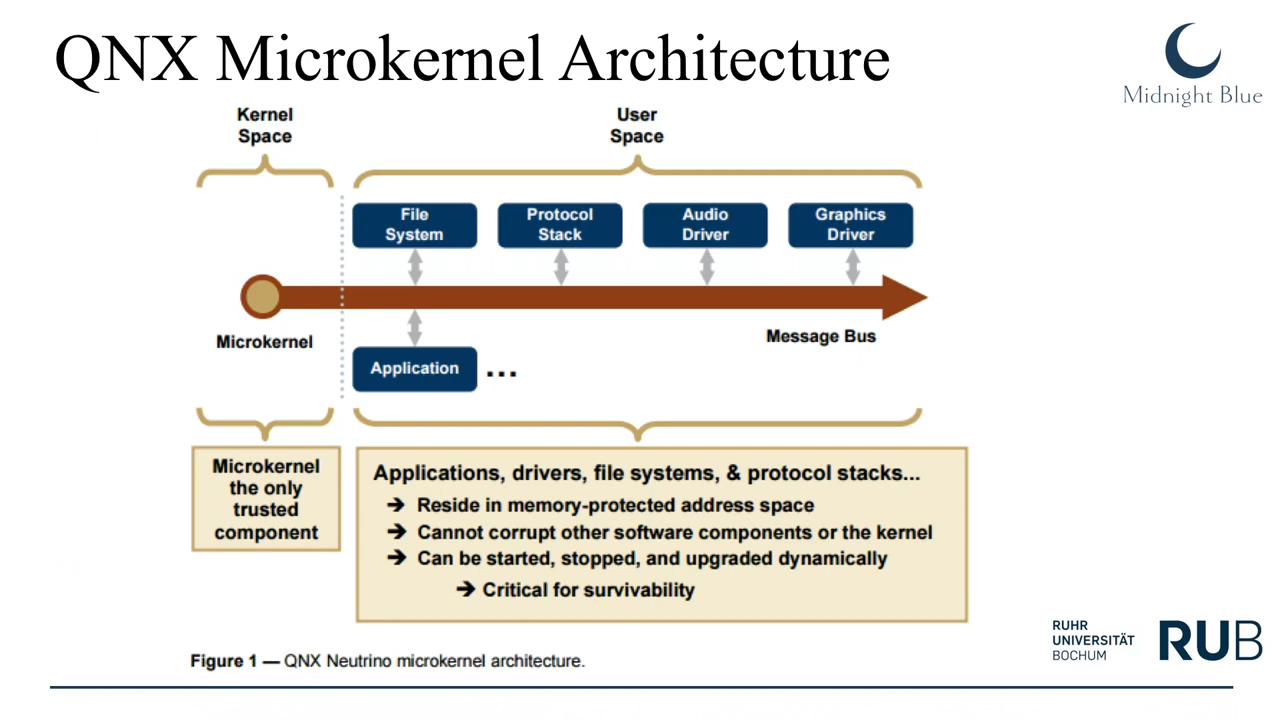 QNX Microkernel Architecture
Midnight Blue
Kernel
Space
User
Space
File
System
Protocol
Stack
Audio
Driver
Graphics
Driver
Microkernel
Message Bus
Application
...
Microkernel
the only
trusted
component
Applications, drivers, file systems, & protocol stacks...
➔ Reside in memory-protected address space
➔ Cannot corrupt other software components or the kernel
➔ Can be started, stopped, and upgraded dynamically
➔ Critical for survivability
RUHR
UNIVERSITÄT
BOCHUM
RUB
Figure 1 — QNX Neutrino microkernel architecture.